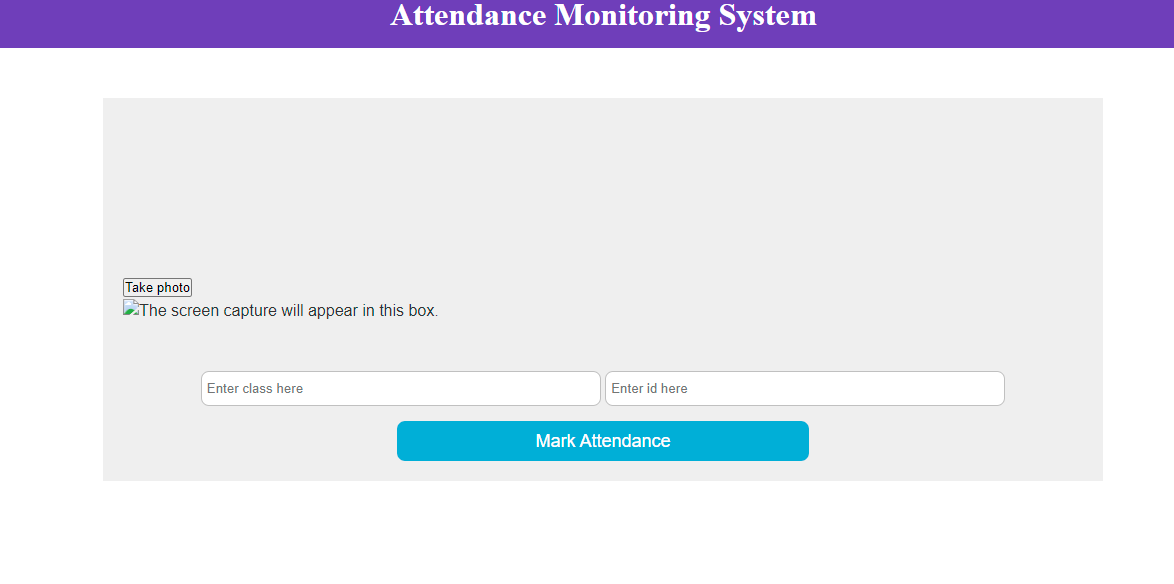 Attendance Monitoring System
Take photo
The screen capture will appear in this box.
Enter class here
Enter id here
Mark Attendance